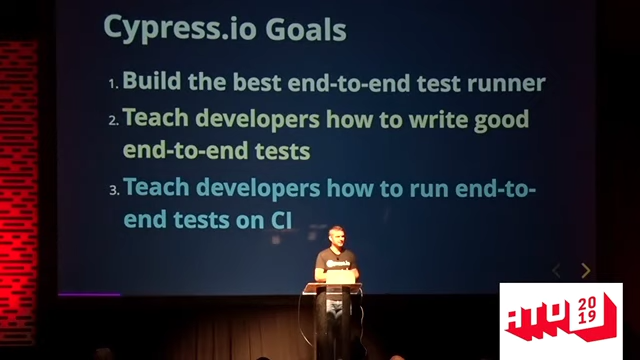 Cypress.io Goals
1. Build the best end-to-end test runner
2. Teach developers how to write good
end-to-end tests
3. Teach developers how to run end-to-
end tests on CI
ATO 20
19